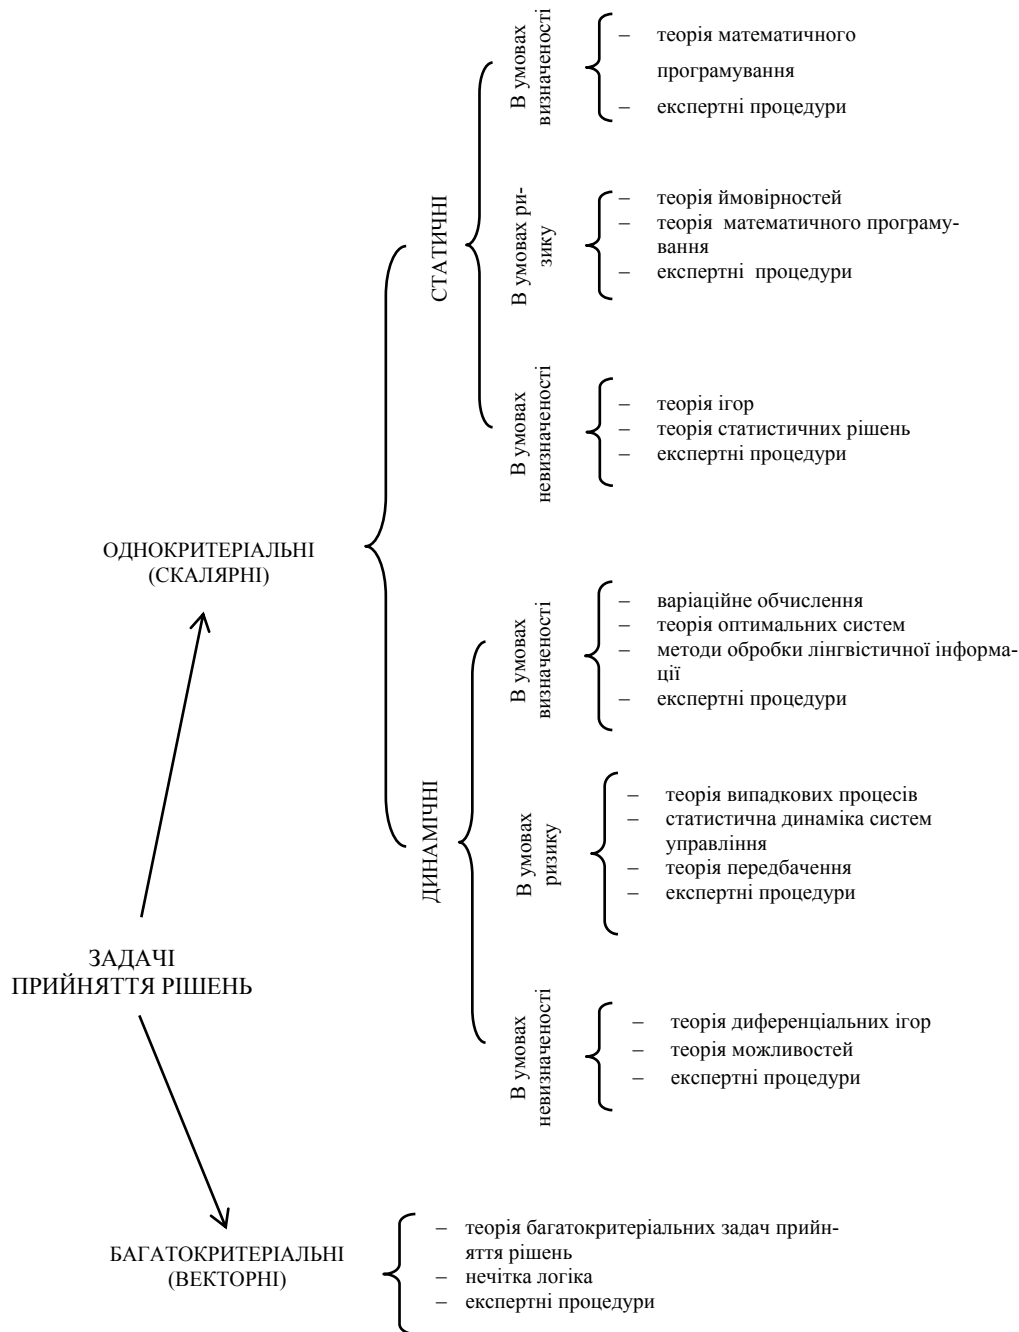 В умовах
визначеності
– теорія математичного
програмування
– експертні процедури
СТАТИЧНІ
В умовах ри-
зику
– теорія ймовірностей
– теорія математичного програму-
вання
– експертні процедури
В умовах
невизначеності
– теорія ігор
– теорія статистичних рішень
– експертні процедури
ОДНОКРИТЕРІАЛЬНІ
(СКАЛЯРНІ)
В умовах
визначеності
– варіаційне обчислення
– теорія оптимальних систем
– методи обробки лінгвістичної інформа-
ції
– експертні процедури
ДИНАМІЧНІ
В умовах
ризику
– теорія випадкових процесів
– статистична динаміка систем
управління
– теорія передбачення
– експертні процедури
ЗАДАЧІ
ПРИЙНЯТТЯ РІШЕНЬ
В умовах
невизначеності
– теорія диференціальних ігор
– теорія можливостей
– експертні процедури
БАГАТОКРИТЕРІАЛЬНІ
(ВЕКТОРНІ)
– теорія багатокритеріальних задач прийн-
яття рішень
– нечітка логіка
– експертні процедури